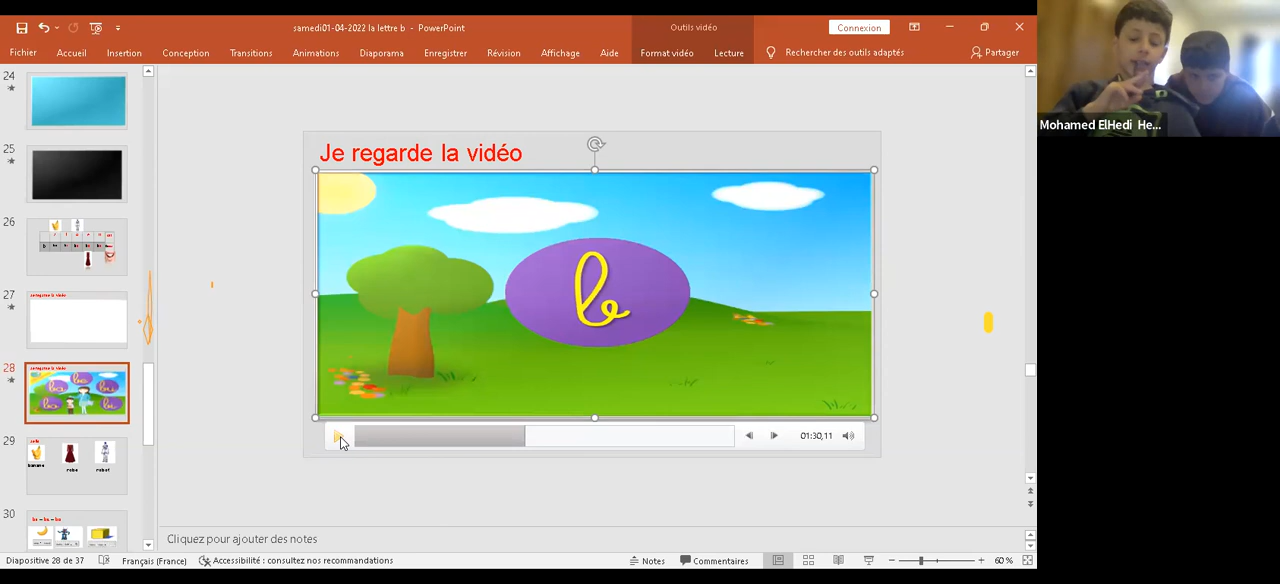 samedi01-04-2022 la lettre b - PowerPoint
Outils vidéo
Connexion
Fichier Accueil Insertion Conception Transitions Animations Diaporama Enregistrer Révision Affichage Aide Format vidéo Lecture Rechercher des outils adaptés Partager
Mohamed ElHedi He...
24
25
26
27
28
29
banane robe robot
30
Je regarde la vidéo
b
01:30,11
Cliquez pour ajouter des notes
Diapositive 28 de 37 Français (France) Accessibilité : consultez nos recommandations Notes Commentaires 60 %